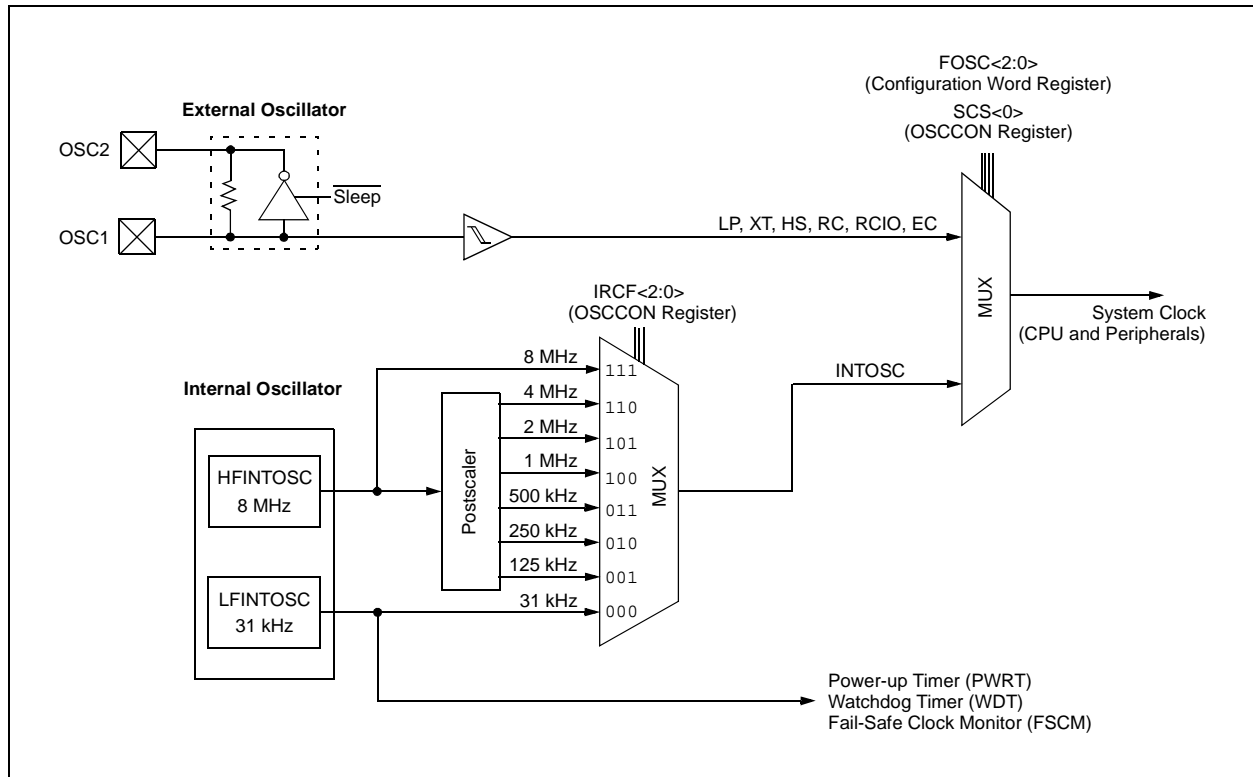 FOSC<2:0>
(Configuration Word Register)
SCS<0>
(OSCCON Register)
External Oscillator
OSC2
Sleep
OSC1
LP, XT, HS, RC, RCIO, EC
MUX
System Clock
(CPU and Peripherals)
IRCF<2:0>
(OSCCON Register)
INTOSC
Internal Oscillator
HFINTOSC
8 MHz
LFINTOSC
31 kHz
Postscaler
8 MHz
4 MHz
2 MHz
1 MHz
500 kHz
250 kHz
125 kHz
31 kHz
111
110
101
100
011
010
001
000
MUX
Power-up Timer (PWRT)
Watchdog Timer (WDT)
Fail-Safe Clock Monitor (FSCM)